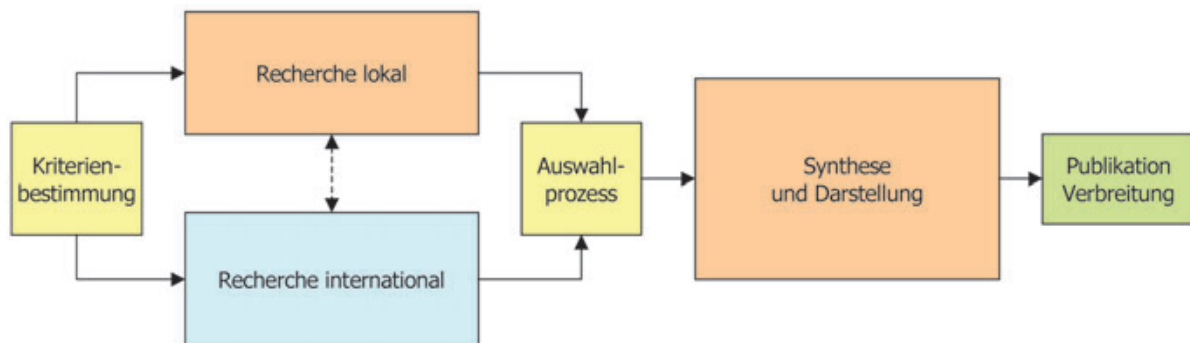 Recherche lokal
Kriterien-
bestimmung
Auswahl-
prozess
Synthese
und Darstellung
Publikation
Verbreitung
Recherche international